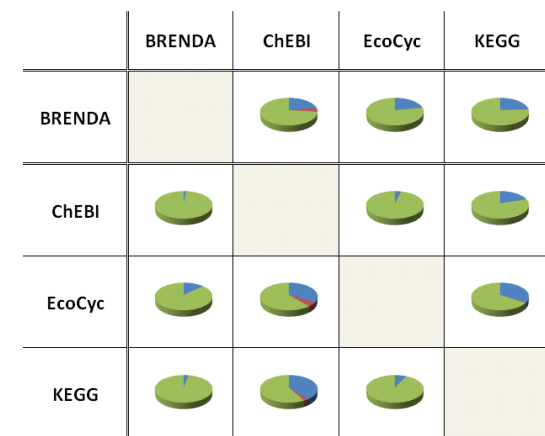 BRENDA ChEBI EcoCyc KEGG
BRENDA
ChEBI
EcoCyc
KEGG